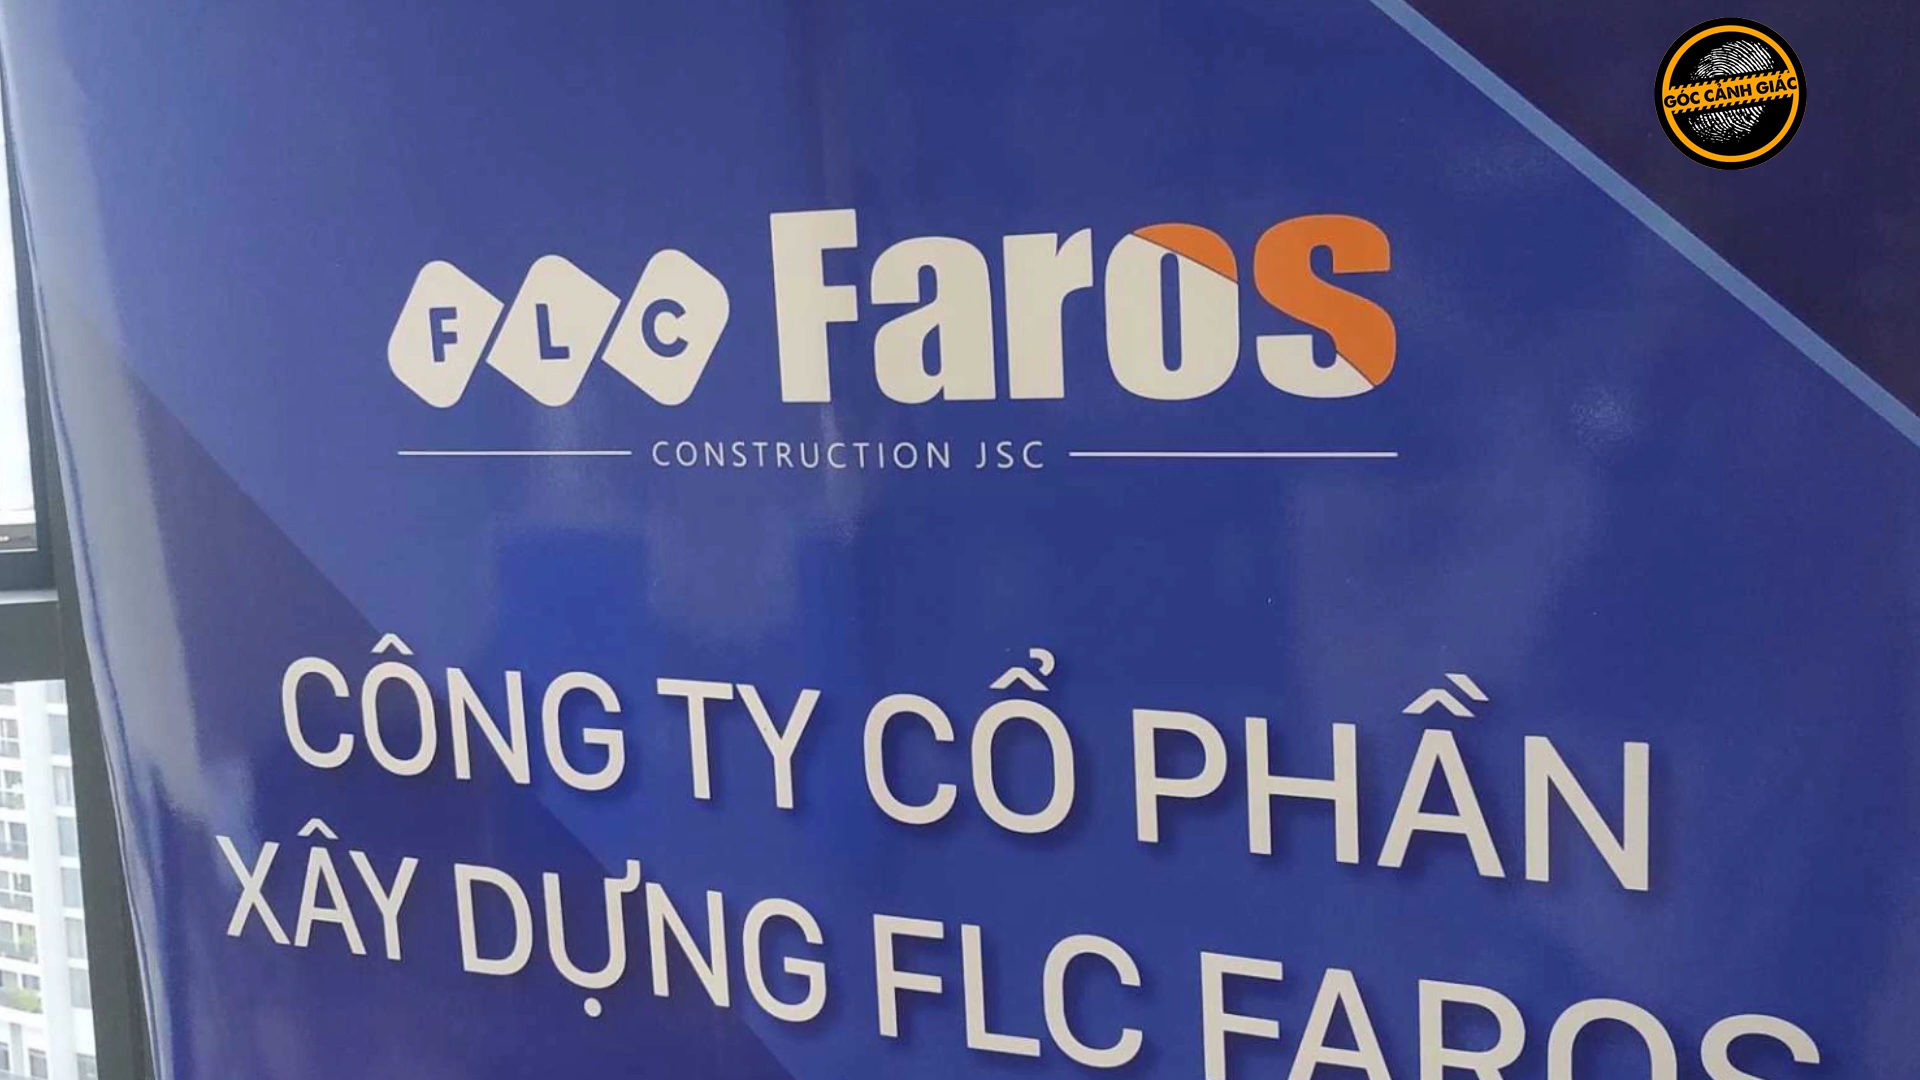 GÓC CẢNH GIÁC
FLC Faros
CONSTRUCTION JSC
CÔNG TY CỔ PHẦN
XÂY DỰNG FLC FAROS